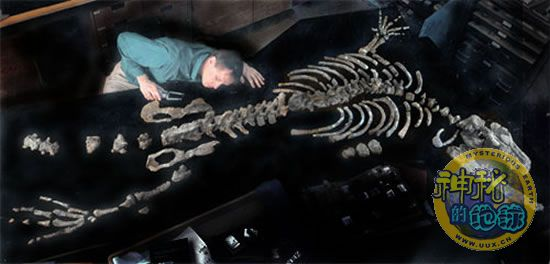 MYSTERIOUS EARTH
神秘
的地球
WWW.UUX.CN